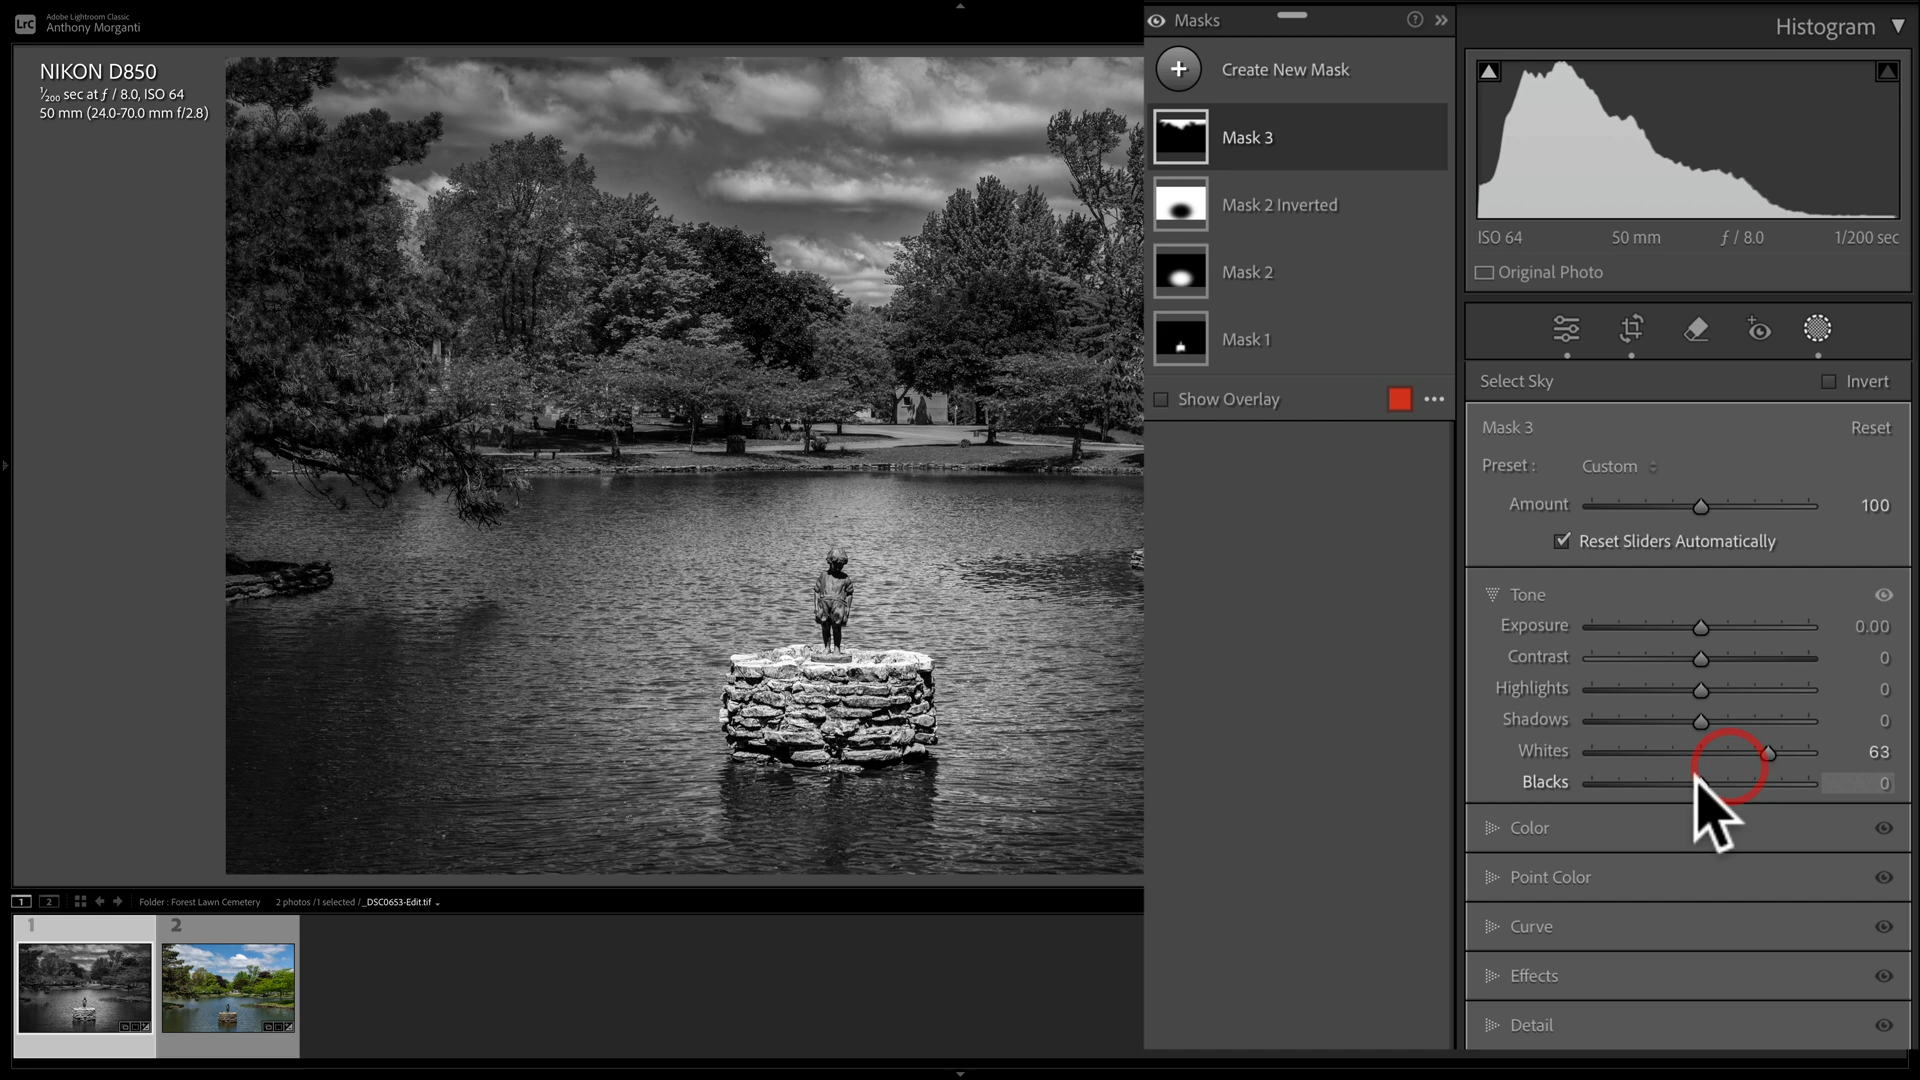 LrC
Adobe Lightroom Classic
Anthony Morganti
NIKON D850
1/200 sec at ƒ / 8.0, ISO 64
50 mm (24.0-70.0 mm f/2.8)
Masks
?
Create New Mask
Mask 3
Mask 2 Inverted
Mask 2
Mask 1
Show Overlay
Histogram
ISO 64 50 mm ƒ / 8.0 1/200 sec
Original Photo
Select Sky Invert
Mask 3 Reset
Preset : Custom
Amount 100
Reset Sliders Automatically
Tone
Exposure 0.00
Contrast 0
Highlights 0
Shadows 0
Whites 63
Blacks 0
Color
Point Color
Curve
Effects
Detail
1 2 Folder : Forest Lawn Cemetery 2 photos /1 selected /_DSC0653-Edit.tif
1 2